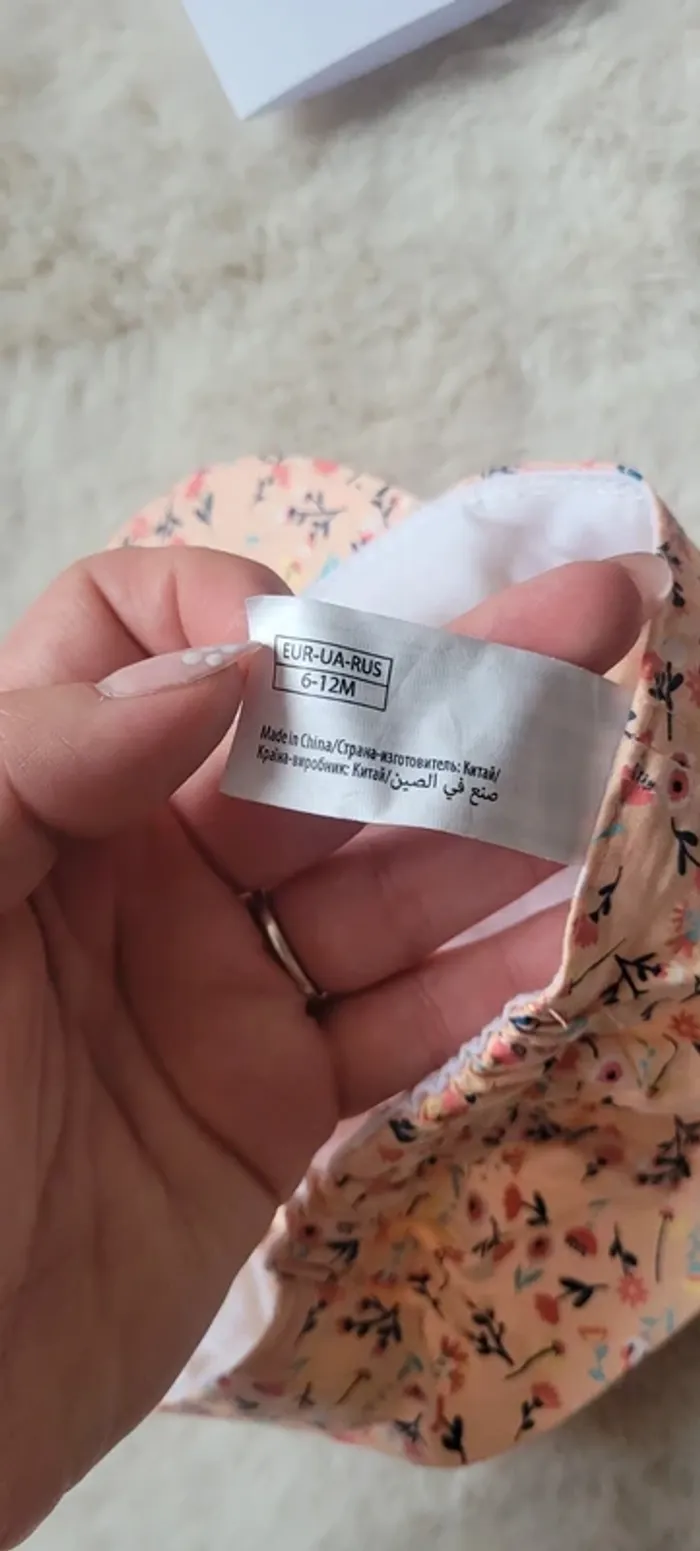 EUR-UA-RUS
6-12M
Made in China/Страна-изготовитель: Китай/
Країна-виробник: Китай/صنع في الصين